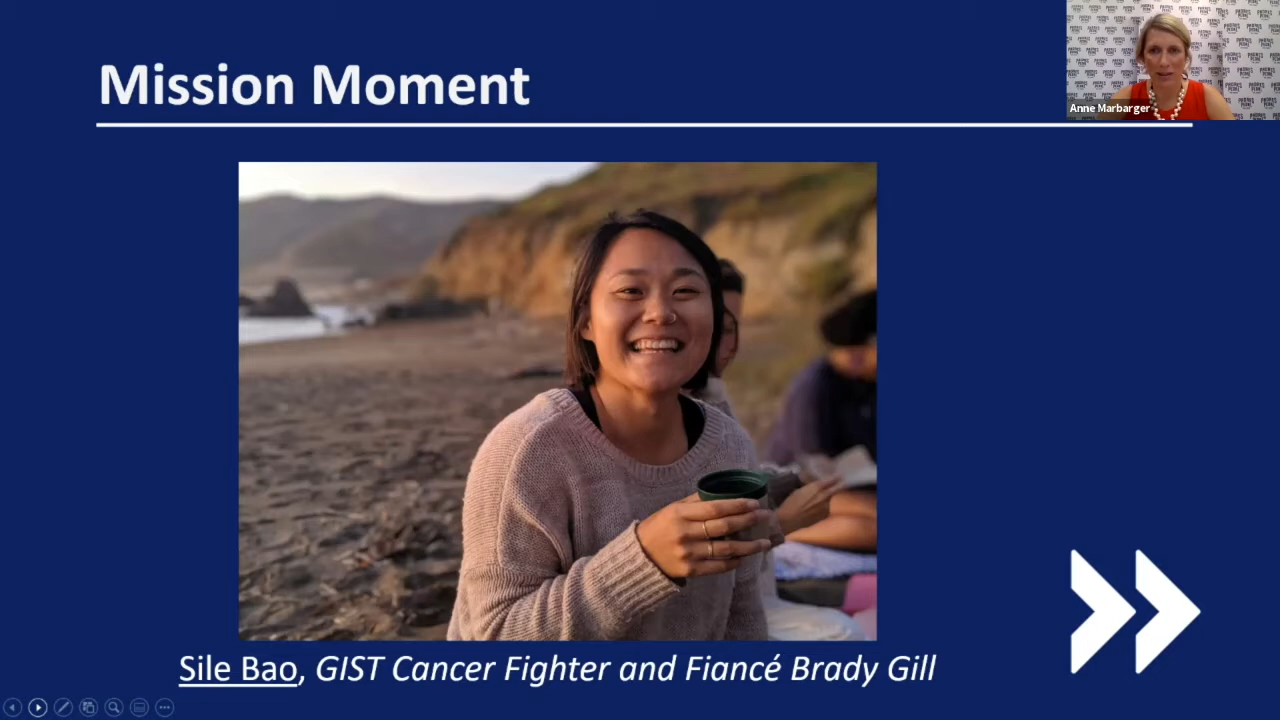 Mission Moment
Anne Marbarger
Sile Bao, GIST Cancer Fighter and Fiancé Brady Gill